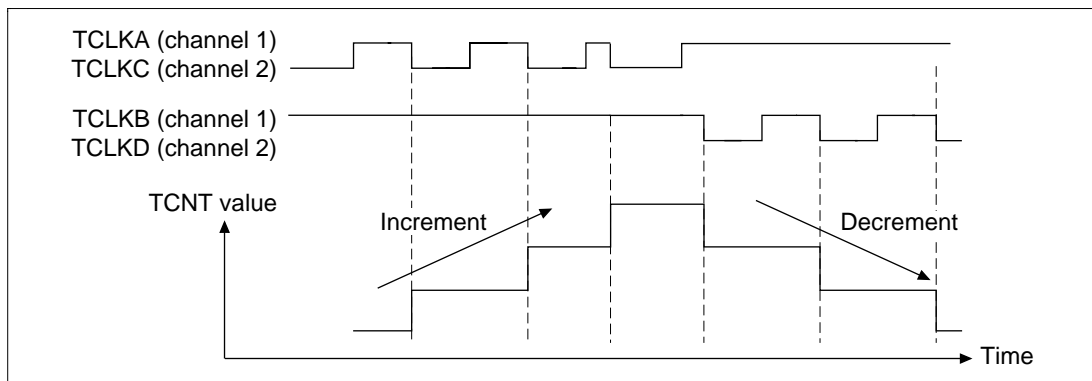 TCLKA (channel 1)
TCLKC (channel 2)
TCLKB (channel 1)
TCLKD (channel 2)
TCNT value
Increment
Decrement
Time